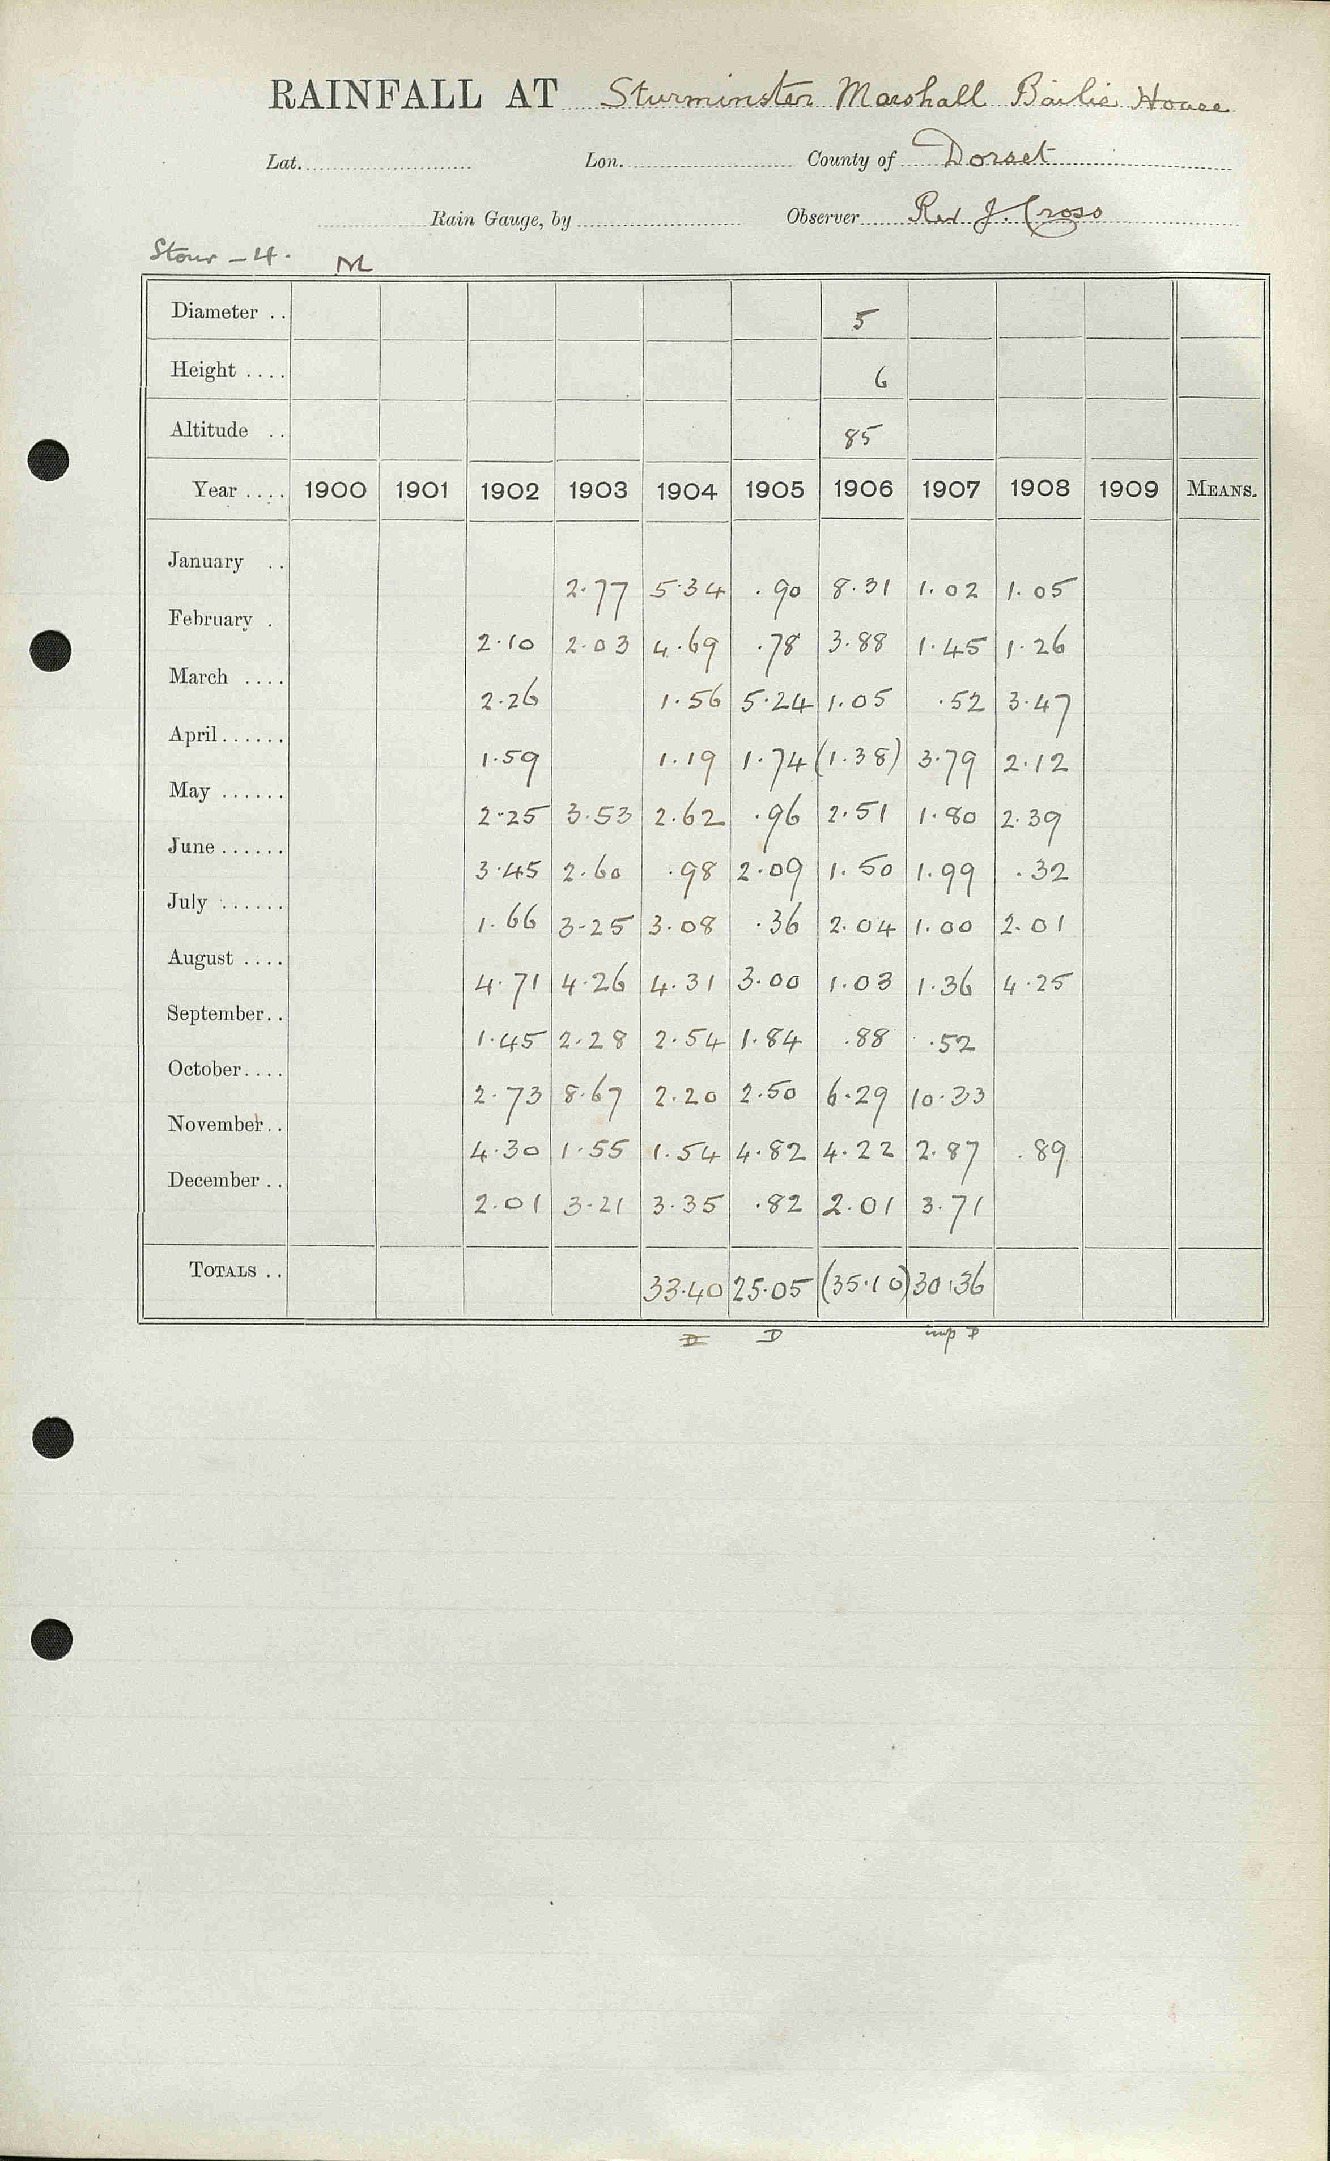 RAINFALL AT Sturminster Marshall Bailie House
Lat. Lon. County of Dorset
Rain Gauge, by Observer Rev J. Cross
Stour - 4. M
Diameter .. 5
Height .... 6
Altitude .. 85
Year .... 1900 1901 1902 1903 1904 1905 1906 1907 1908 1909 MEANS.
January .. 2.77 5.34 .90 8.31 1.02 1.05
February . 2.10 2.03 4.69 .78 3.88 1.45 1.26
March .... 2.26 1.56 5.24 1.05 .52 3.47
April...... 1.59 1.19 1.74 (1.38) 3.79 2.12
May ...... 2.25 3.53 2.62 .96 2.51 1.80 2.39
June ...... 3.45 2.60 .98 2.09 1.50 1.99 .32
July ...... 1.66 3.25 3.08 .36 2.04 1.00 2.01
August .... 4.71 4.26 4.31 3.00 1.03 1.36 4.25
September.. 1.45 2.28 2.54 1.84 .88 .52
October.... 2.73 8.67 2.20 2.50 6.29 10.33
November.. 4.30 1.55 1.54 4.82 4.22 2.87 .89
December .. 2.01 3.21 3.35 .82 2.01 3.71
TOTALS .. 33.40 25.05 (35.10) 30.36
D D imp D